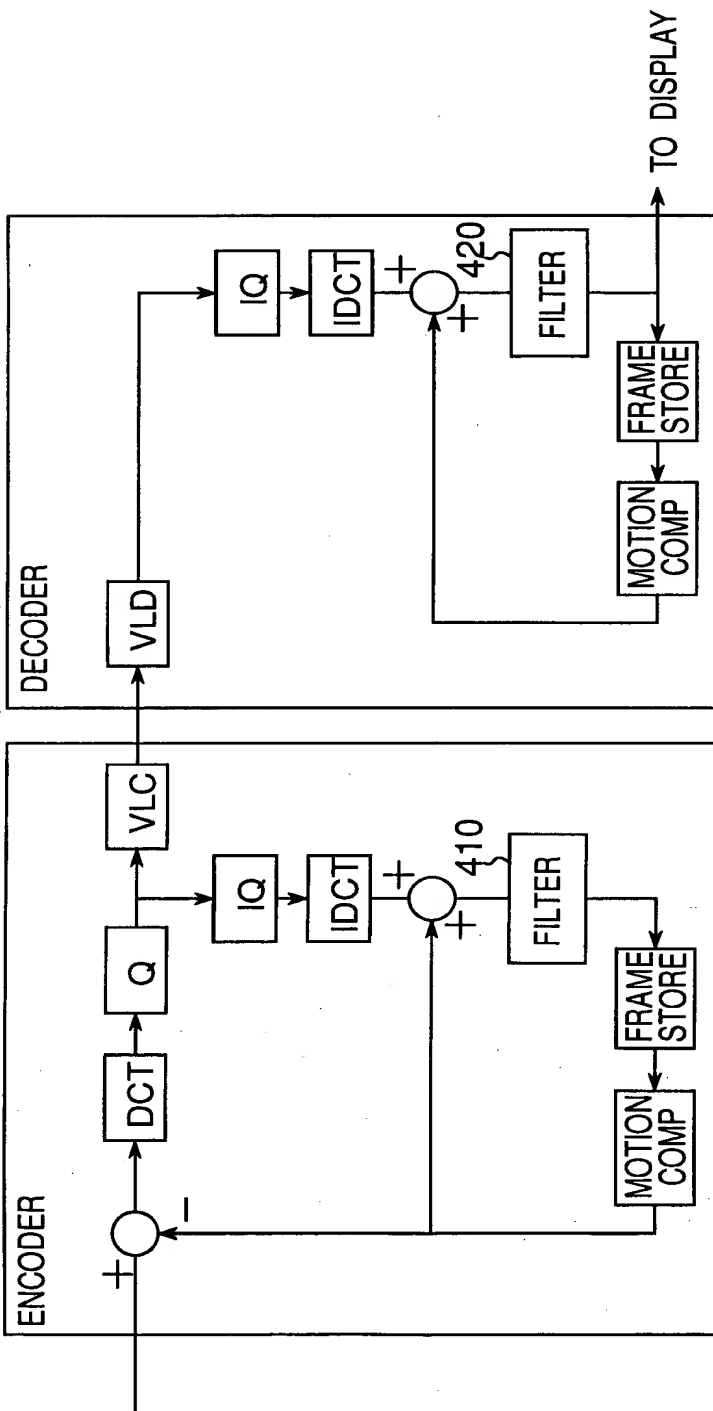 ENCODER
+
−
DCT
Q
VLC
IQ
IDCT
+
+
410
FILTER
FRAME
STORE
MOTION
COMP
DECODER
VLD
IQ
IDCT
+
+
420
FILTER
TO DISPLAY
FRAME
STORE
MOTION
COMP